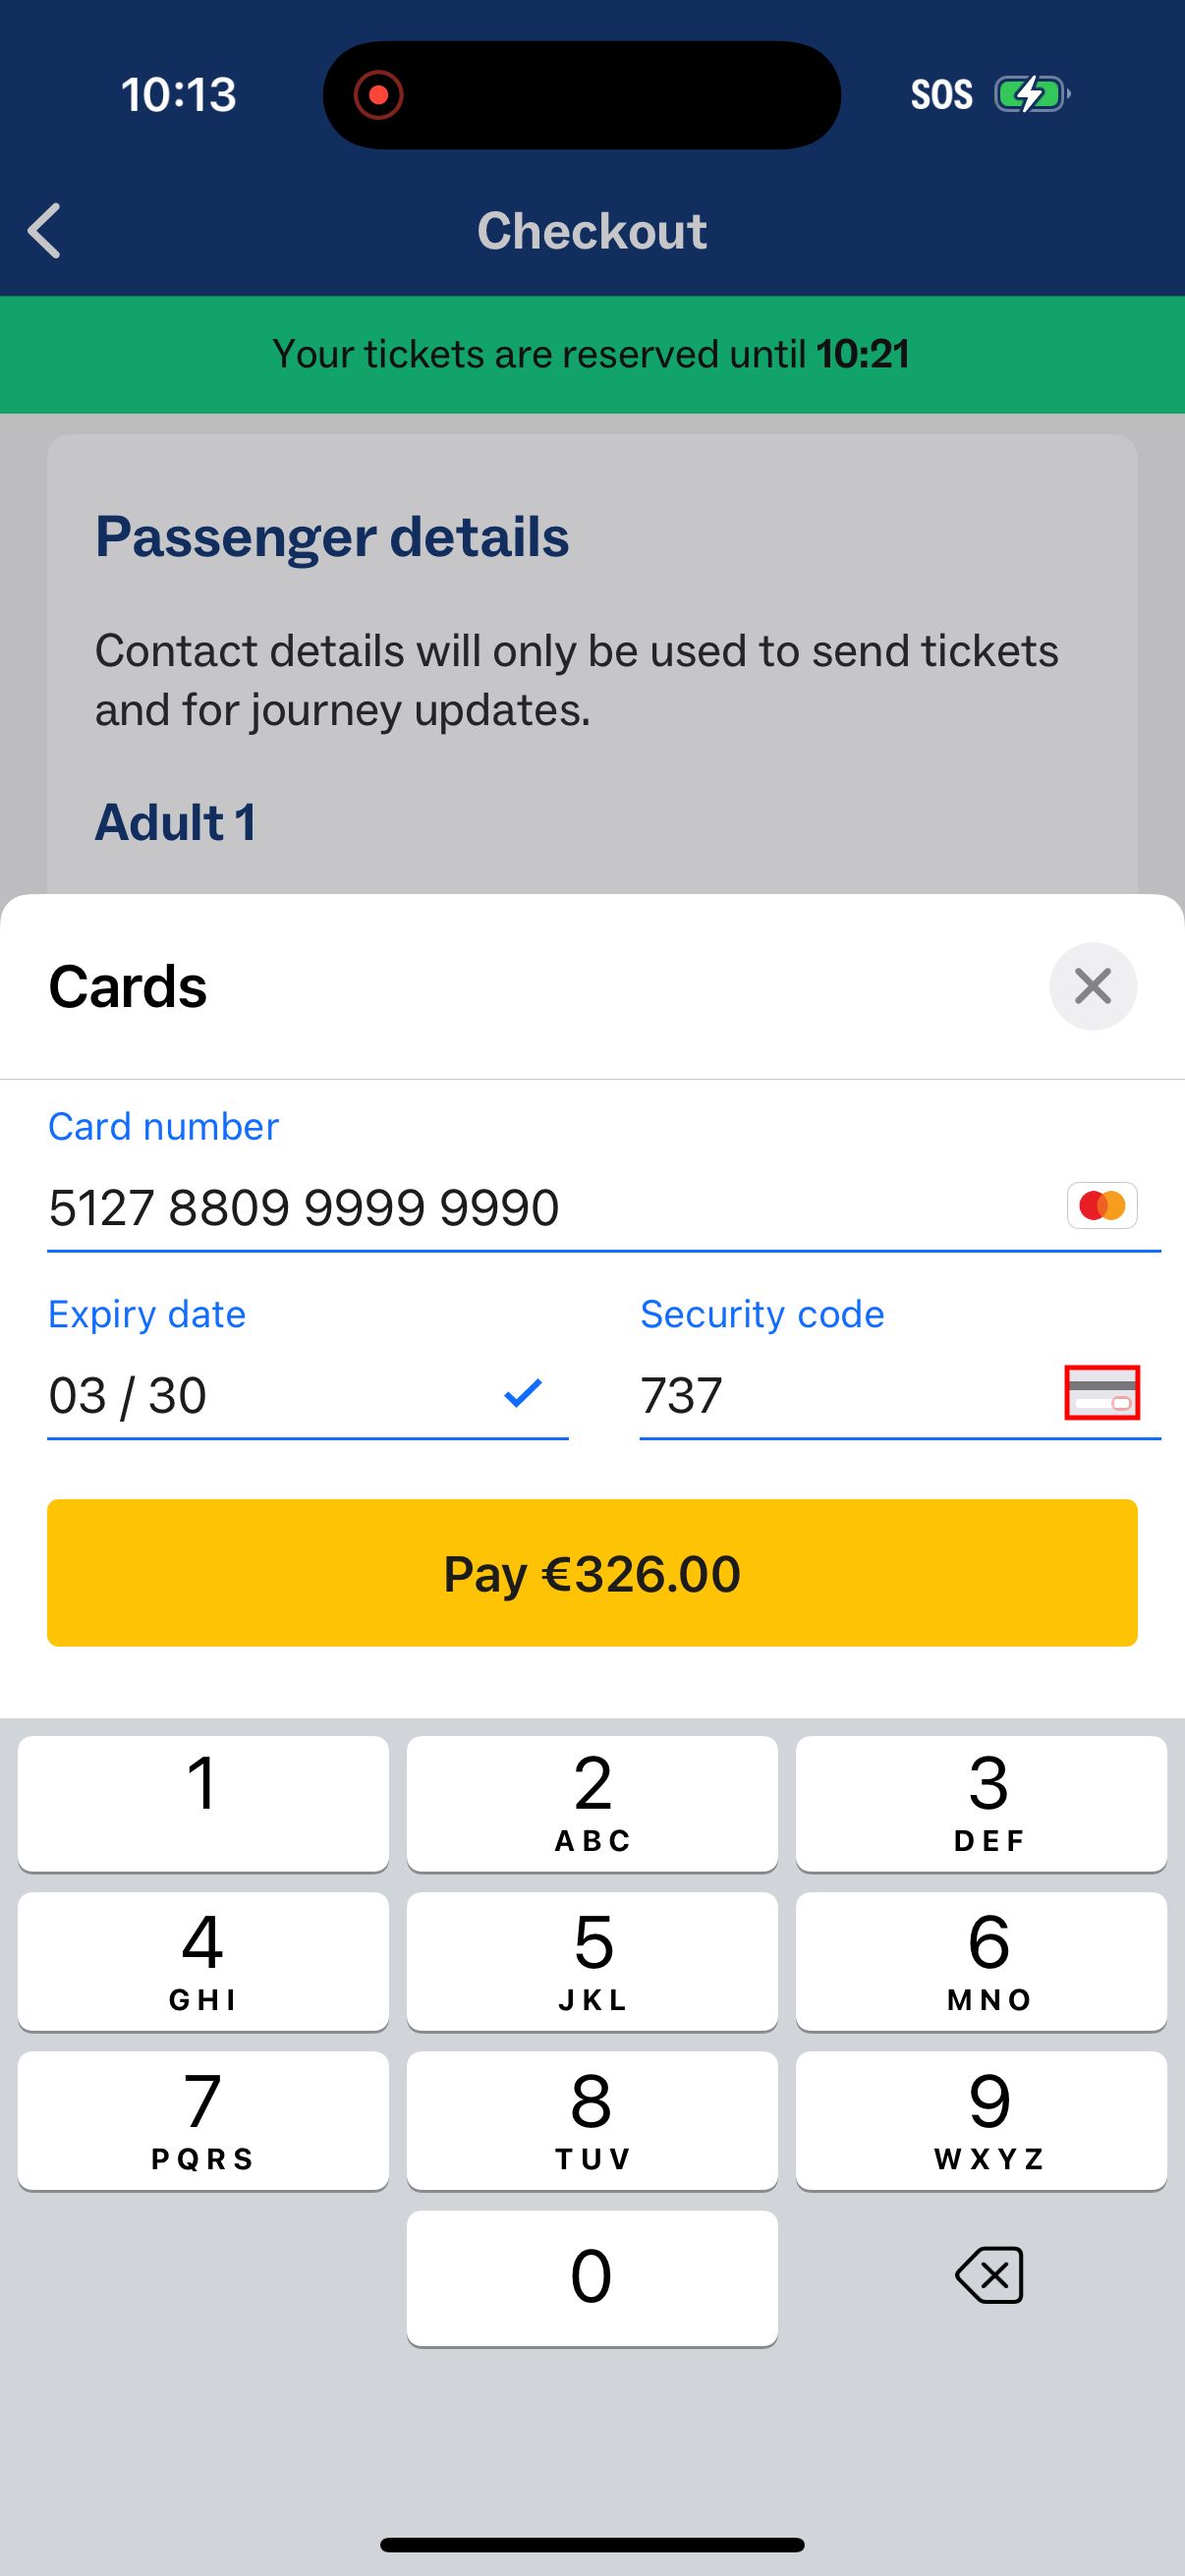 10:13
SOS
Checkout
Your tickets are reserved until 10:21
Passenger details
Contact details will only be used to send tickets
and for journey updates.
Adult 1
Cards
Card number
5127 8809 9999 9990
Expiry date
Security code
03 / 30
737
Pay €326.00
1
2
ABC
3
DEF
4
GHI
5
JKL
6
MNO
7
PQRS
8
TUV
9
WXYZ
0